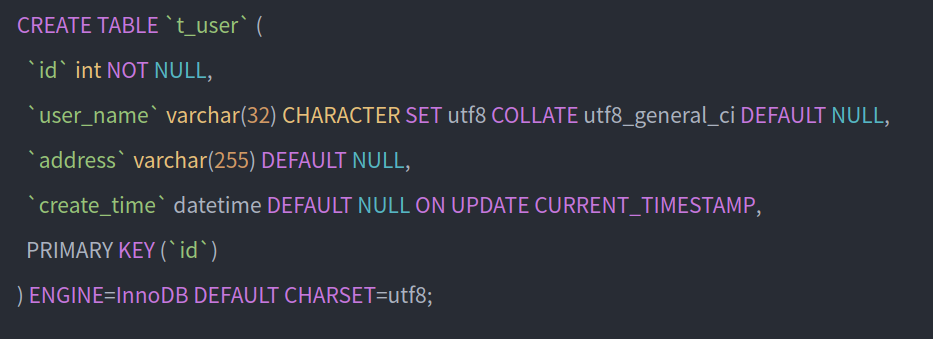 CREATE TABLE `t_user` (
`id` int NOT NULL,
`user_name` varchar(32) CHARACTER SET utf8 COLLATE utf8_general_ci DEFAULT NULL,
`address` varchar(255) DEFAULT NULL,
`create_time` datetime DEFAULT NULL ON UPDATE CURRENT_TIMESTAMP,
PRIMARY KEY (`id`)
) ENGINE=InnoDB DEFAULT CHARSET=utf8;